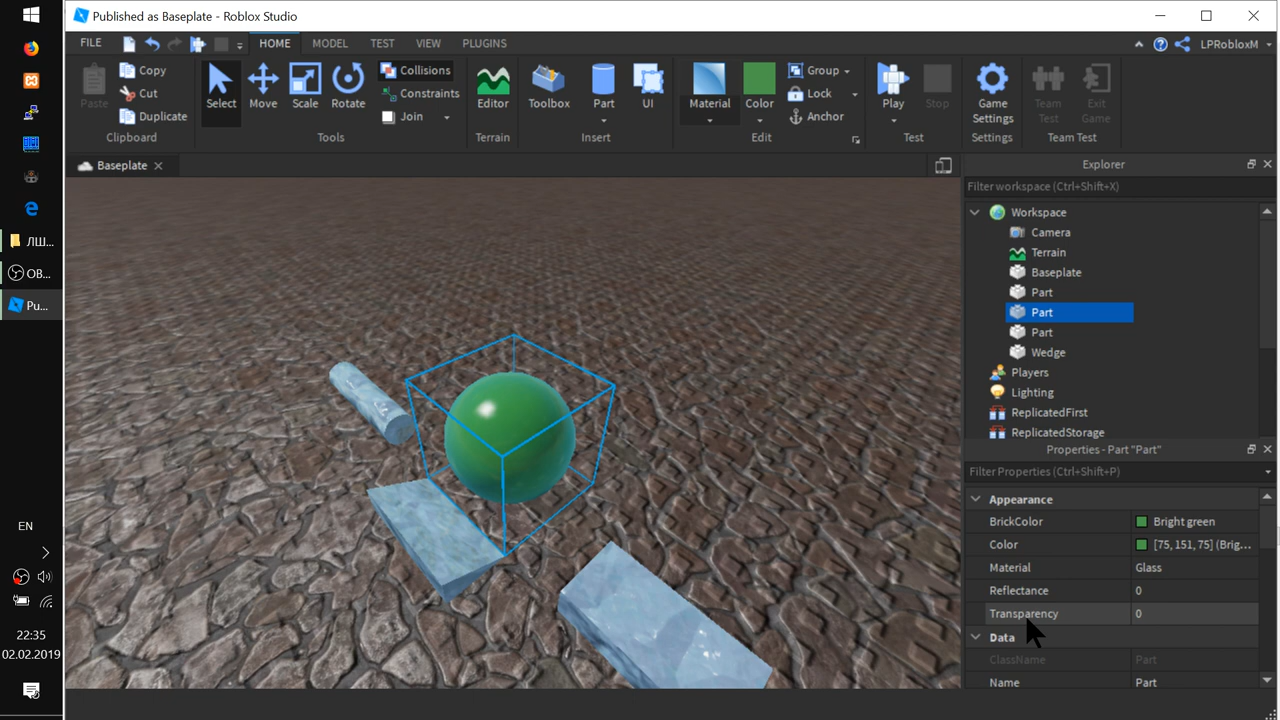 Published as Baseplate - Roblox Studio
FILE
HOME
MODEL
TEST
VIEW
PLUGINS
LPRobloxM
Paste
Copy
Cut
Duplicate
Clipboard
Select
Move
Scale
Rotate
Collisions
Constraints
Join
Tools
Editor
Terrain
Toolbox
Part
UI
Insert
Material
Color
Group
Lock
Anchor
Edit
Play
Stop
Test
Game
Settings
Settings
Team
Test
Exit
Game
Team Test
Baseplate
Explorer
Filter workspace (Ctrl+Shift+X)
Workspace
Camera
Terrain
Baseplate
Part
Part
Part
Wedge
Players
Lighting
ReplicatedFirst
ReplicatedStorage
Properties - Part "Part"
Filter Properties (Ctrl+Shift+P)
Appearance
BrickColor Bright green
Color [75, 151, 75] (Brig...
Material Glass
Reflectance 0
Transparency 0
Data
ClassName Part
Name Part
ЛШ...
ОВ...
Pu...
EN
22:35
02.02.2019